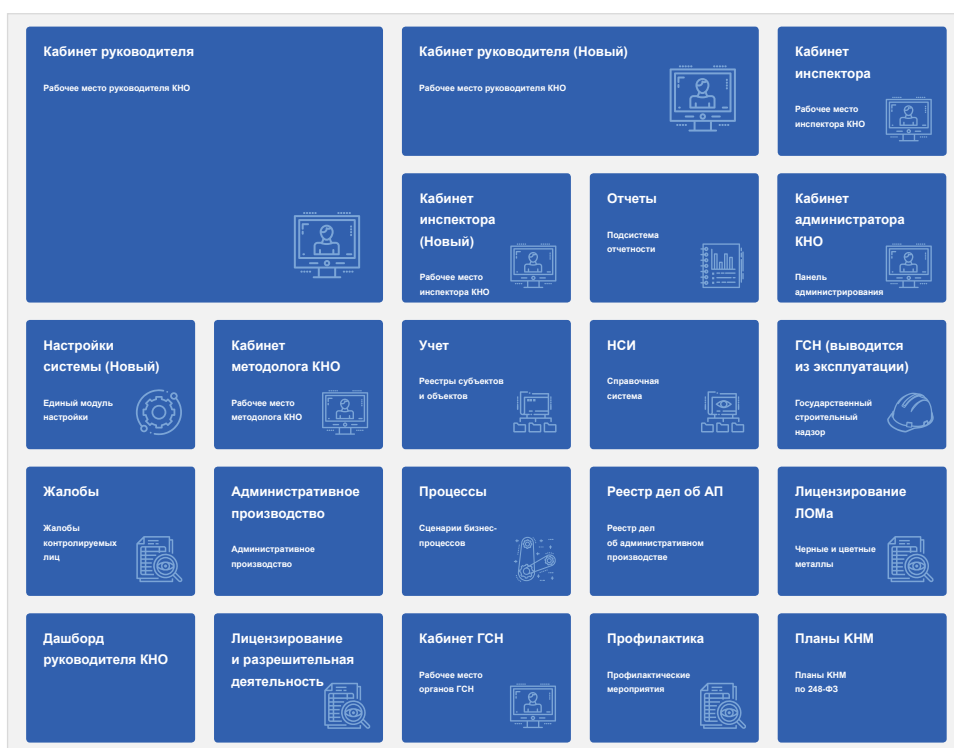 Кабинет руководителя
Рабочее место руководителя КНО
Кабинет руководителя (Новый)
Рабочее место руководителя КНО
Кабинет
инспектора
Рабочее место
инспектора КНО
Кабинет
инспектора
(Новый)
Рабочее место
инспектора КНО
Отчеты
Подсистема
отчетности
Кабинет
администратора
КНО
Панель
администрирования
Настройки
системы (Новый)
Единый модуль
настройки
Кабинет
методолога КНО
Рабочее место
методолога КНО
Учет
Реестры субъектов
и объектов
НСИ
Справочная
система
ГСН (выводится
из эксплуатации)
Государственный
строительный
надзор
Жалобы
Жалобы
контролируемых
лиц
Административное
производство
Административное
производство
Процессы
Сценарии бизнес-
процессов
Реестр дел об АП
Реестр дел
об административном
производстве
Лицензирование
ЛОМа
Черные и цветные
металлы
Дашборд
руководителя КНО
Лицензирование
и разрешительная
деятельность
Кабинет ГСН
Рабочее место
органов ГСН
Профилактика
Профилактические
мероприятия
Планы КНМ
Планы КНМ
по 248-ФЗ